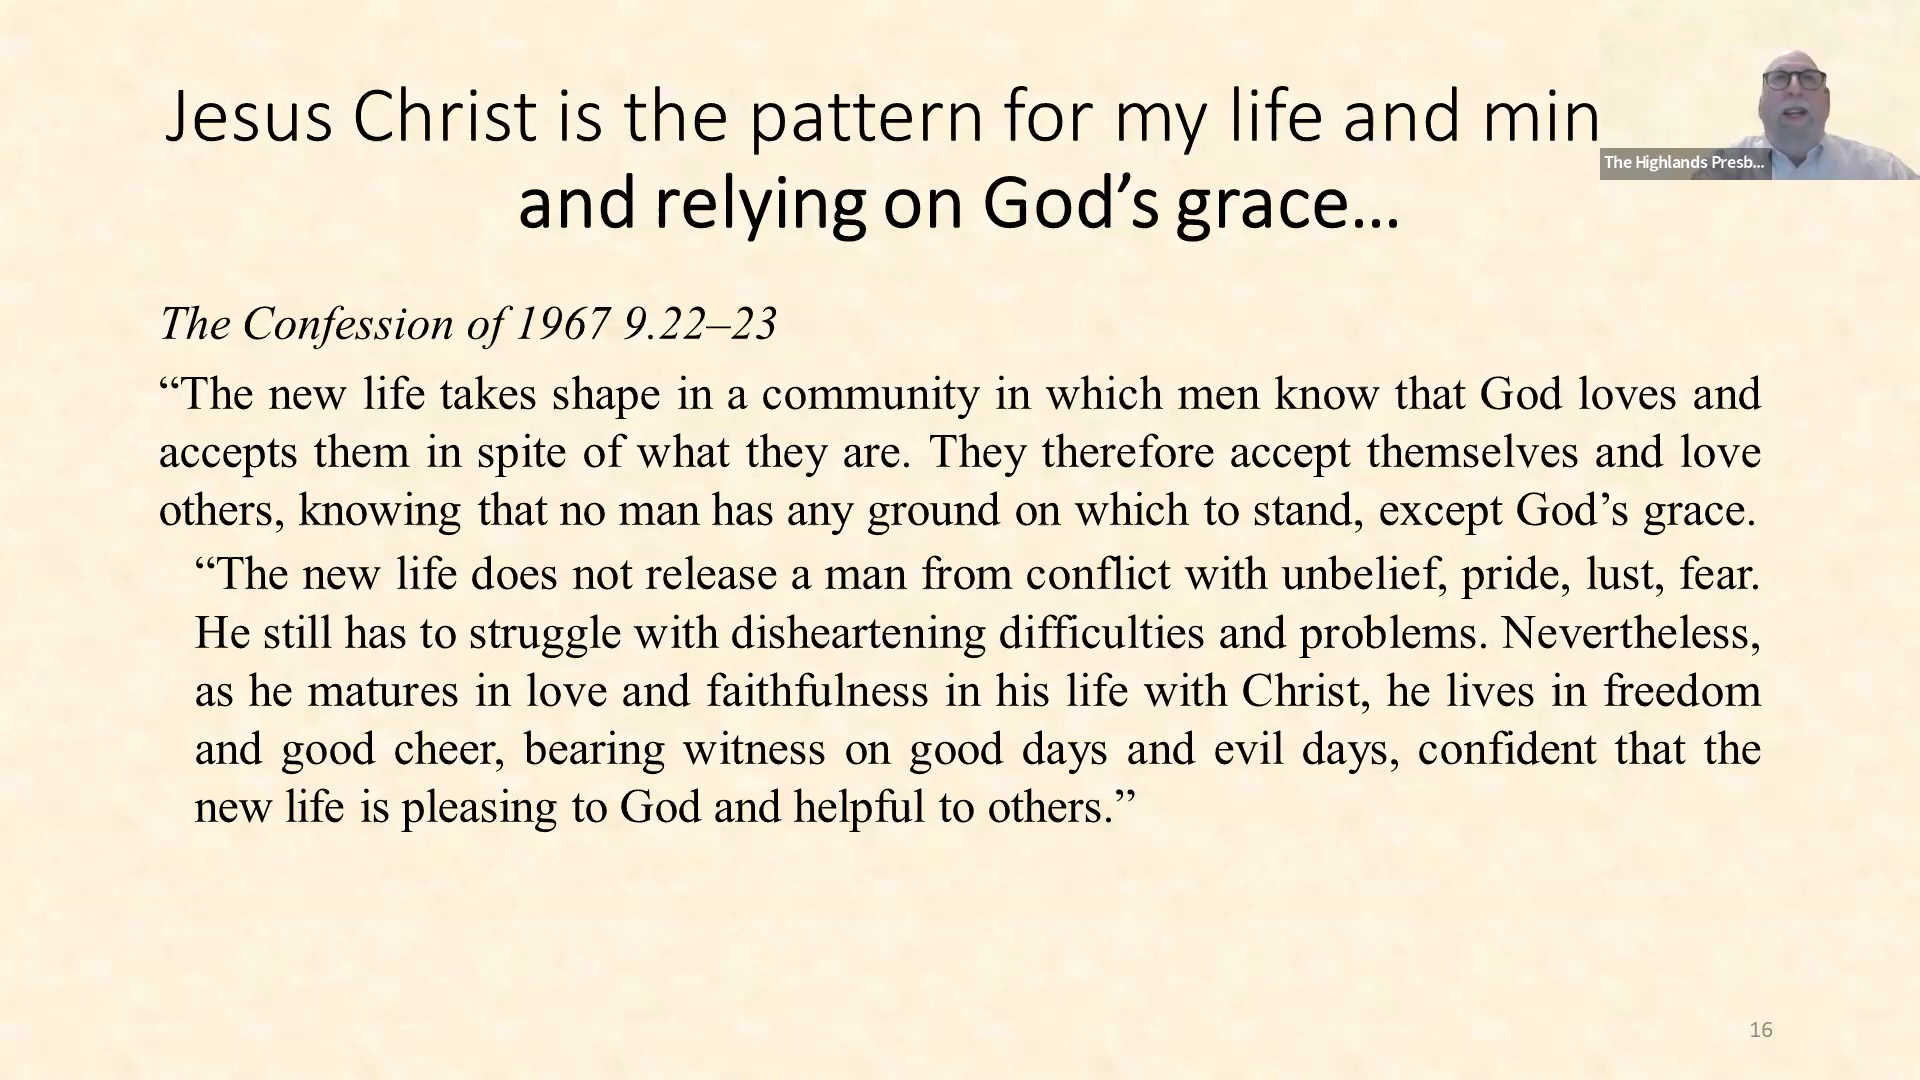 Jesus Christ is the pattern for my life and min
The Highlands Presb...
and relying on God’s grace…
The Confession of 1967 9.22–23
“The new life takes shape in a community in which men know that God loves and
accepts them in spite of what they are. They therefore accept themselves and love
others, knowing that no man has any ground on which to stand, except God’s grace.
“The new life does not release a man from conflict with unbelief, pride, lust, fear.
He still has to struggle with disheartening difficulties and problems. Nevertheless,
as he matures in love and faithfulness in his life with Christ, he lives in freedom
and good cheer, bearing witness on good days and evil days, confident that the
new life is pleasing to God and helpful to others.”
16